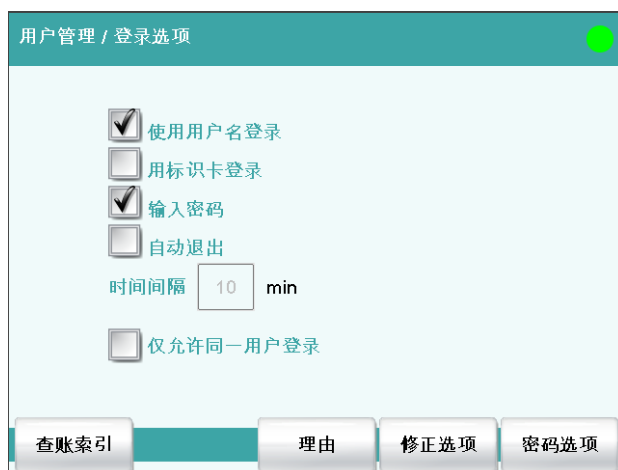 用户管理 / 登录选项
使用用户名登录
用标识卡登录
输入密码
自动退出
时间间隔 10 min
仅允许同一用户登录
查账索引 理由 修正选项 密码选项